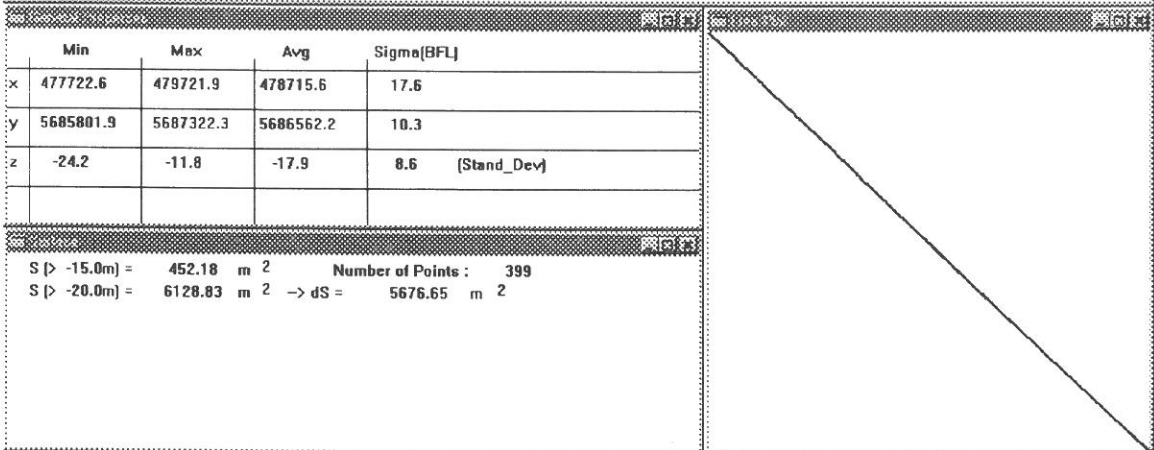 Min Max Avg Sigma(BFL)
x 477722.6 479721.9 478715.6 17.6
y 5685801.9 5687322.3 5686562.2 10.3
z -24.2 -11.8 -17.9 8.6 (Stand_Dev)
S (> -15.0m) = 452.18 m 2 Number of Points : 399
S (> -20.0m) = 6128.83 m 2 -> dS = 5676.65 m 2